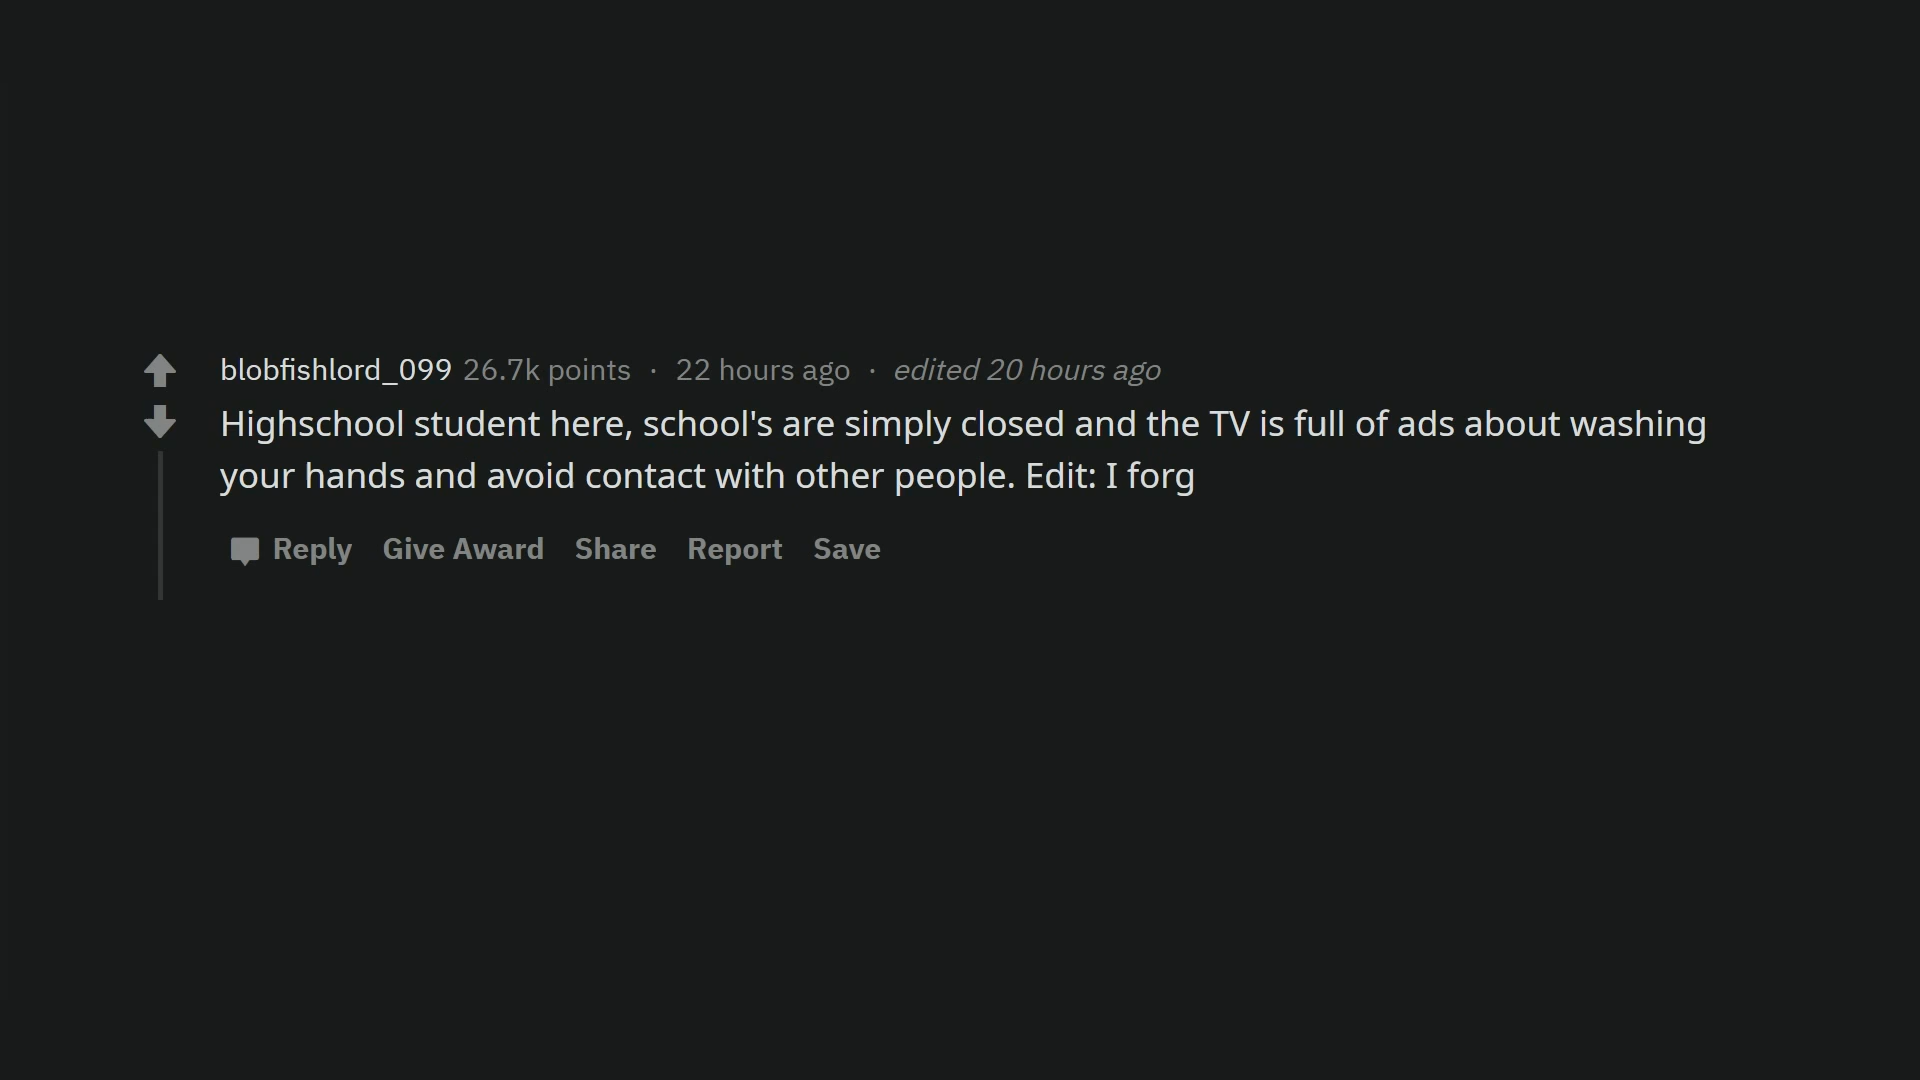 blobfishlord_099 26.7k points · 22 hours ago · edited 20 hours ago
Highschool student here, school's are simply closed and the TV is full of ads about washing
your hands and avoid contact with other people. Edit: I forg
Reply Give Award Share Report Save